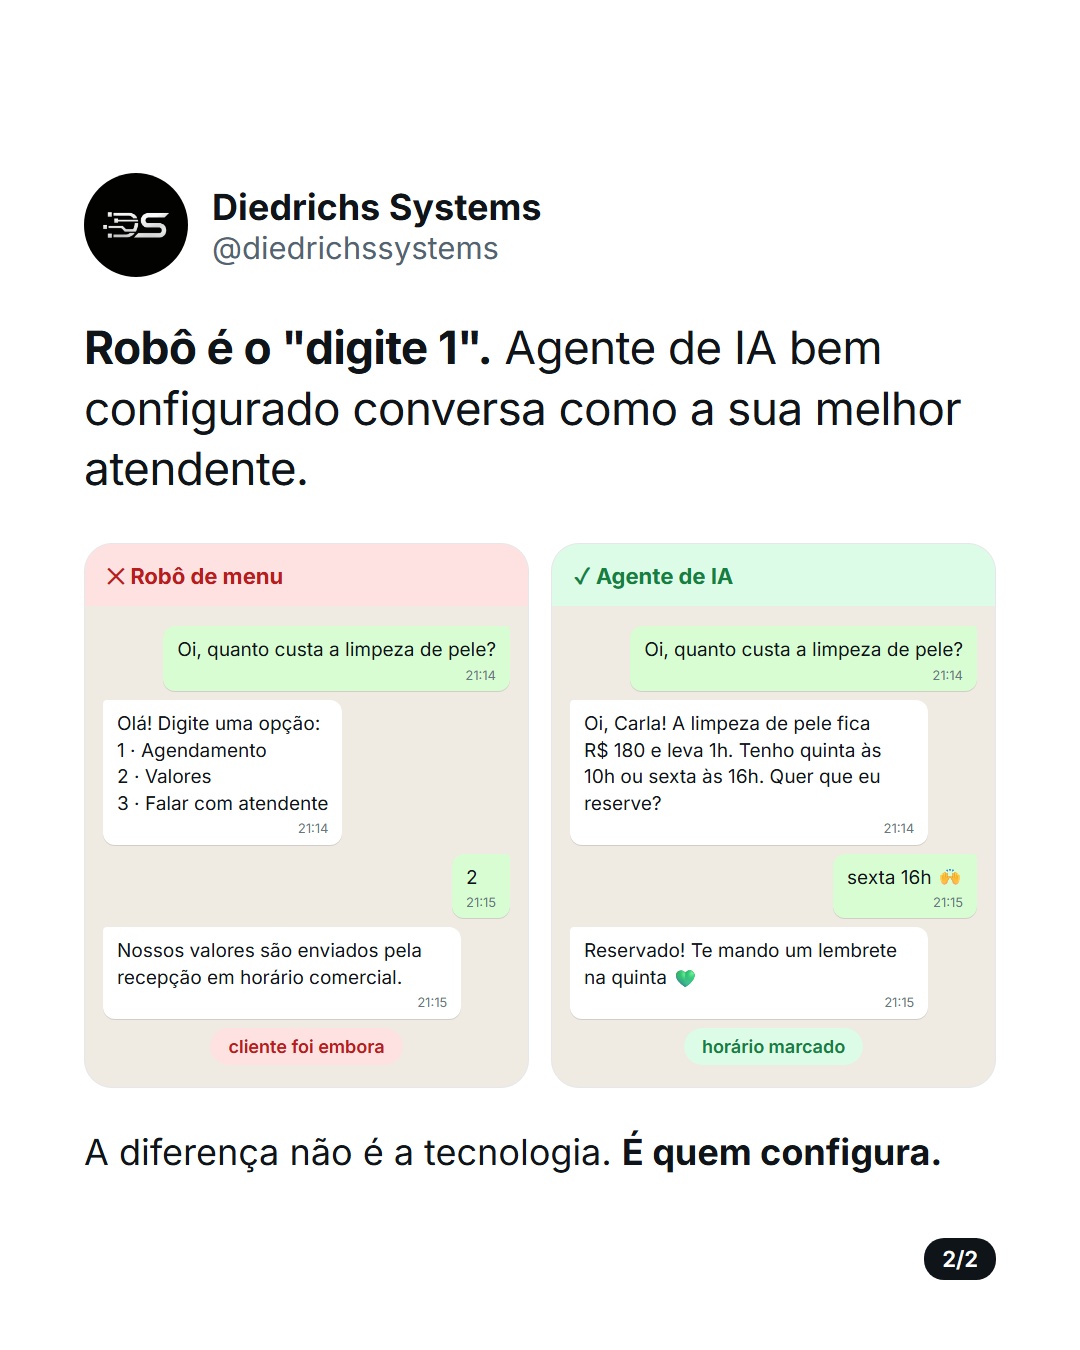 DS
Diedrichs Systems
@diedrichssystems
Robô é o "digite 1". Agente de IA bem
configurado conversa como a sua melhor
atendente.
Robô de menu
Oi, quanto custa a limpeza de pele?
21:14
Olá! Digite uma opção:
1 · Agendamento
2 · Valores
3 · Falar com atendente
21:14
2
21:15
Nossos valores são enviados pela
recepção em horário comercial.
21:15
cliente foi embora
Agente de IA
Oi, quanto custa a limpeza de pele?
21:14
Oi, Carla! A limpeza de pele fica
R$ 180 e leva 1h. Tenho quinta às
10h ou sexta às 16h. Quer que eu
reserve?
21:14
sexta 16h 🙌
21:15
Reservado! Te mando um lembrete
na quinta 💚
21:15
horário marcado
A diferença não é a tecnologia. É quem configura.
2/2